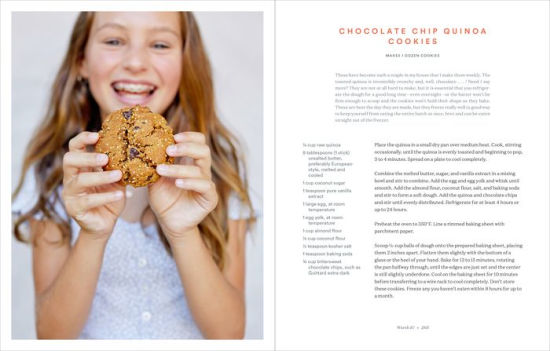 CHOCOLATE CHIP QUINOA
COOKIES
MAKES 1 DOZEN COOKIES
These have become such a staple in my house that I make them weekly. The
toasted quinoa is irresistibly crunchy and, well, chocolate . . . ! Need I say
more? They are not at all hard to make, but it is essential that you refriger-
ate the dough for a good long time—even overnight—or the batter won't be
firm enough to scoop and the cookies won't hold their shape as they bake.
These are best the day they are made, but they freeze really well
to keep yourself from eating the entire batch at once, free and can be eaten
straight out of the freezer.
¼ cup raw quinoa
8 tablespoons (1 stick)
unsalted butter,
preferably European-
style, melted and
cooled
1 cup coconut sugar
1 teaspoon pure vanilla
extract
1 large egg, at room
temperature
1 egg yolk, at room
temperature
1 cup almond flour
cup coconut flour
teaspoon kosher salt
1 teaspoon baking soda
cup bittersweet
chocolate chips, such as
Guittard extra dark
Place the quinoa in a small dry pan over medium heat. Cook, stirring
occasionally, until the quinoa is evenly toasted and beginning to pop,
3 to 4 minutes. Spread on a plate to cool completely.
Combine the melted butter, sugar, and vanilla extract in a mixing
bowl and stir to combine. Add the egg and egg yolk and whisk until
smooth. Add the almond flour, coconut flour, salt, and baking soda
and stir to form a soft dough. Add the quinoa and chocolate chips
and stir until evenly distributed. Refrigerate for at least 4 hours or
up to 24 hours.
Preheat the oven to 350°F. Line a rimmed baking sheet with
parchment paper.
Scoop ¼-cup balls of dough onto the prepared baking sheet, placing
them 2 inches apart. Flatten them slightly with the bottom of a
glass or the heel of your hand. Bake for 12 to 15 minutes, rotating
the pan halfway through, until the edges are just set and the center
is still slightly underdone. Cool on the baking sheet for 10 minutes
before transferring to a wire rack to cool completely. Don't store
these cookies. Freeze any you haven't eaten within 8 hours for up to
a month.